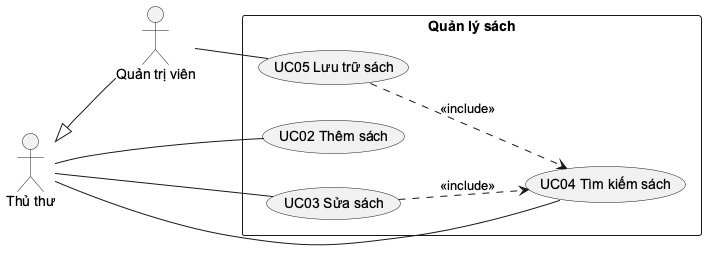 Quản lý sách
Quản trị viên
UC05 Lưu trữ sách
«include»
UC02 Thêm sách
Thủ thư
UC04 Tìm kiếm sách
«include»
UC03 Sửa sách